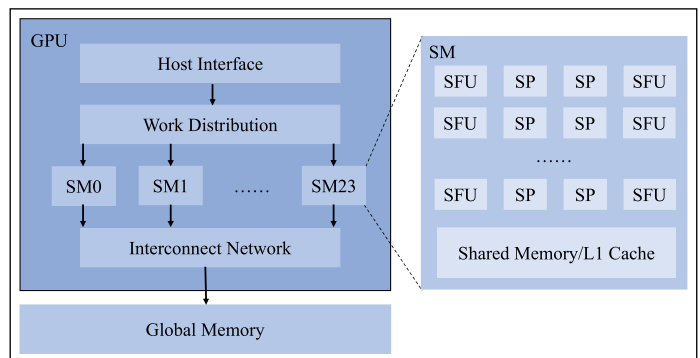 GPU
Host Interface
Work Distribution
SM0 SM1 …… SM23
Interconnect Network
Global Memory
SM
SFU SP SP SFU
SFU SP SP SFU
……
SFU SP SP SFU
Shared Memory/L1 Cache